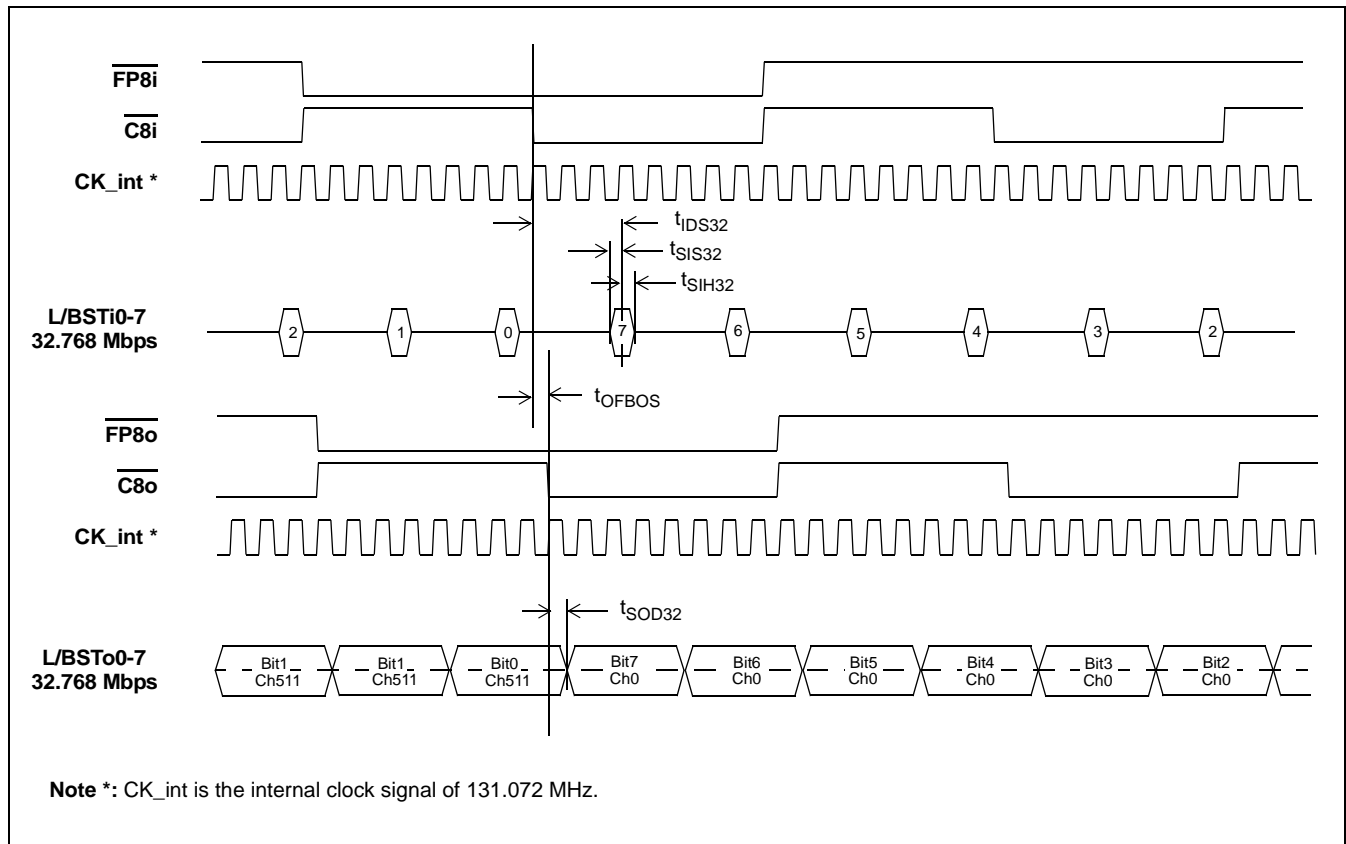 FP8i
C8i
CK_int *
tIDS32
tSIS32
tSIH32
L/BSTi0-7
32.768 Mbps
2 1 0 7 6 5 4 3 2
tOFBOS
FP8o
C8o
CK_int *
tSOD32
L/BSTo0-7
32.768 Mbps
Bit1 Bit1 Bit0 Bit7 Bit6 Bit5 Bit4 Bit3 Bit2
Ch511 Ch511 Ch511 Ch0 Ch0 Ch0 Ch0 Ch0 Ch0
Note *: CK_int is the internal clock signal of 131.072 MHz.